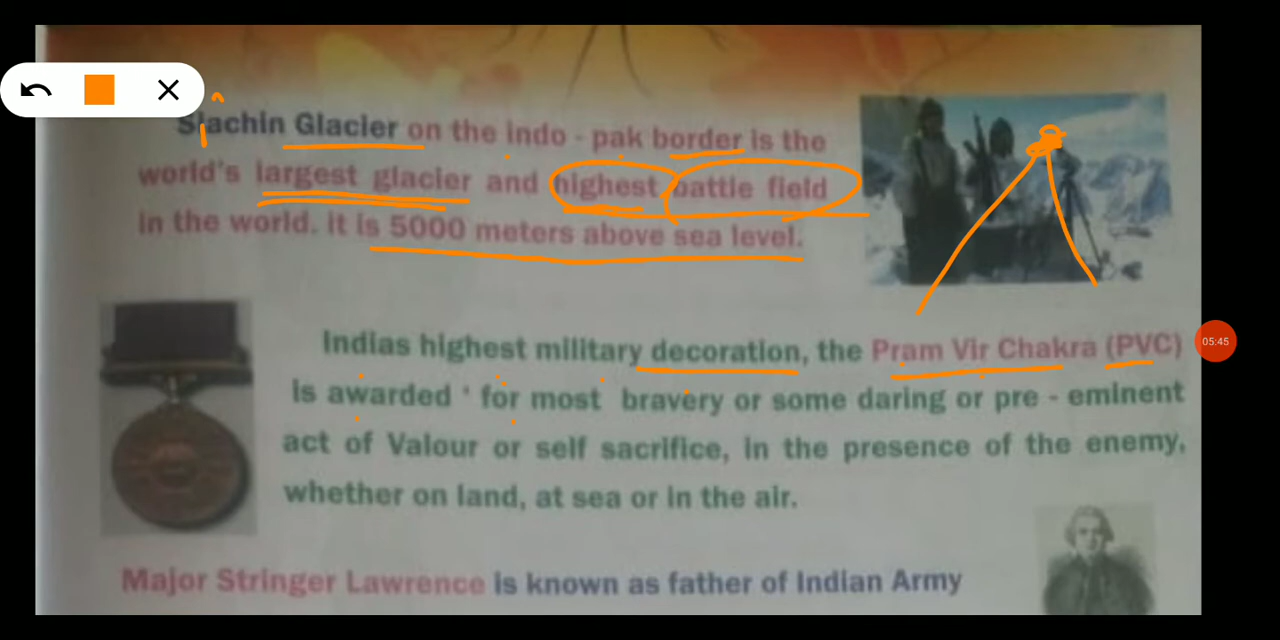 Siachin Glacier on the indo - pak border is the
world's largest glacier and highest battle field
in the world. it is 5000 meters above sea level.
Indias highest military decoration, the Pram Vir Chakra (PVC)
is awarded ' for most bravery or some daring or pre - eminent
act of Valour or self sacrifice, in the presence of the enemy,
whether on land, at sea or in the air.
Major Stringer Lawrence is known as father of Indian Army
05:45